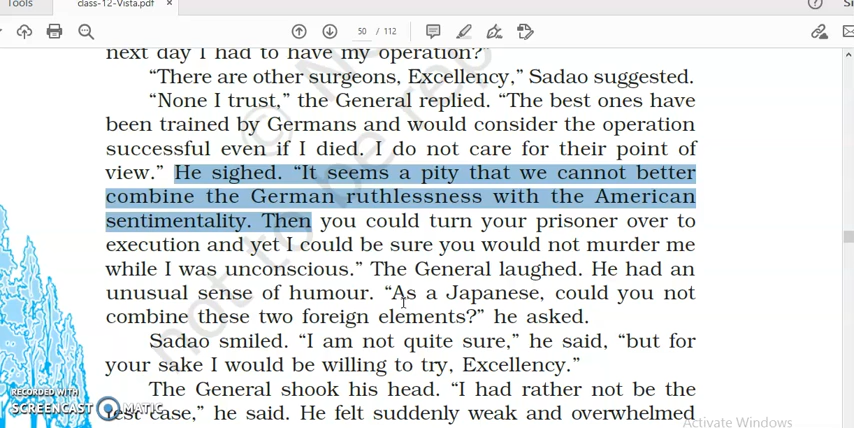 Tools
class-12-Vista.pdf ×
50 / 112
next day I had to have my operation?”
“There are other surgeons, Excellency,” Sadao suggested.
“None I trust,” the General replied. “The best ones have
been trained by Germans and would consider the operation
successful even if I died. I do not care for their point of
view.” He sighed. “It seems a pity that we cannot better
combine the German ruthlessness with the American
sentimentality. Then you could turn your prisoner over to
execution and yet I could be sure you would not murder me
while I was unconscious.” The General laughed. He had an
unusual sense of humour. “As a Japanese, could you not
combine these two foreign elements?” he asked.
Sadao smiled. “I am not quite sure,” he said, “but for
your sake I would be willing to try, Excellency.”
The General shook his head. “I had rather not be the
test case,” he said. He felt suddenly weak and overwhelmed
not to be rep
RECORDED WITH
SCREENCAST MATIC
Activate Windows